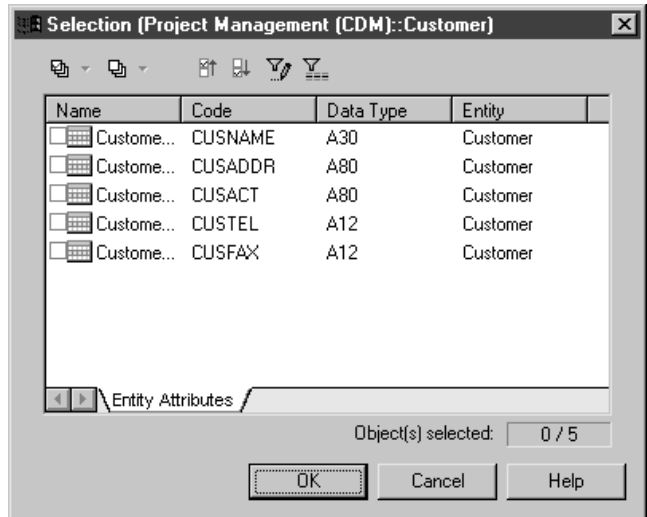 Selection (Project Management (CDM)::Customer)
Name Code Data Type Entity
Custome... CUSNAME A30 Customer
Custome... CUSADDR A80 Customer
Custome... CUSACT A80 Customer
Custome... CUSTEL A12 Customer
Custome... CUSFAX A12 Customer
Entity Attributes
Object(s) selected: 0 / 5
OK Cancel Help